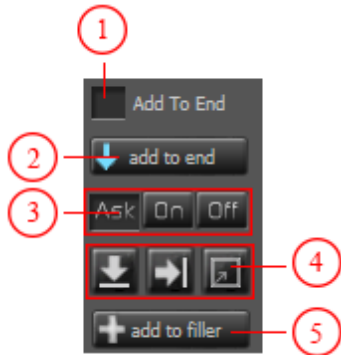 1
Add To End
2 add to end
3 Ask On Off
4
add to filler 5